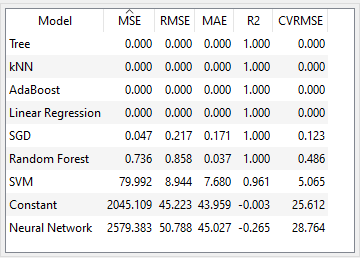 Model MSE RMSE MAE R2 CVRMSE
Tree 0.000 0.000 0.000 1.000 0.000
kNN 0.000 0.000 0.000 1.000 0.000
AdaBoost 0.000 0.000 0.000 1.000 0.000
Linear Regression 0.000 0.000 0.000 1.000 0.000
SGD 0.047 0.217 0.171 1.000 0.123
Random Forest 0.736 0.858 0.037 1.000 0.486
SVM 79.992 8.944 7.680 0.961 5.065
Constant 2045.109 45.223 43.959 -0.003 25.612
Neural Network 2579.383 50.788 45.027 -0.265 28.764